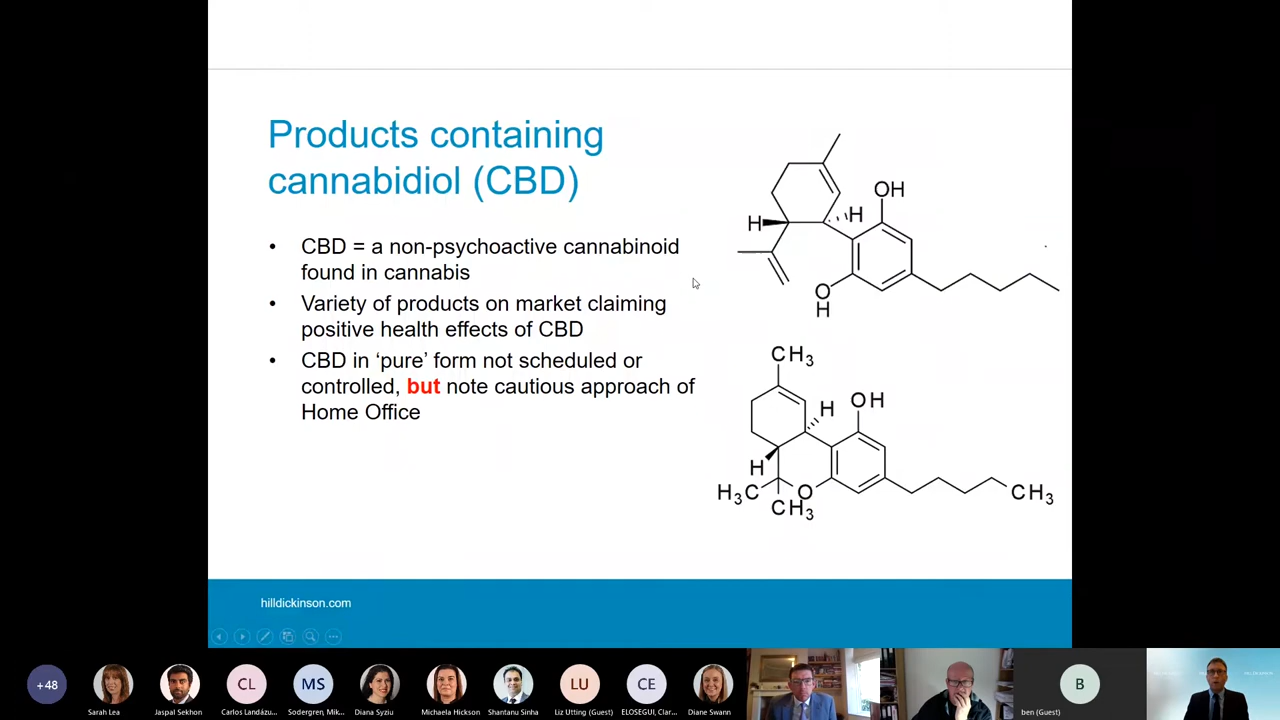 Products containing
cannabidiol (CBD)
• CBD = a non-psychoactive cannabinoid
found in cannabis
• Variety of products on market claiming
positive health effects of CBD
• CBD in ‘pure’ form not scheduled or
controlled, but note cautious approach of
Home Office
OH
H
H
O
H
CH3
H
OH
H
H3C
O
CH3
CH3
hilldickinson.com
+48
CL
MS
LU
CE
B
Sarah Lea
Jaspal Sekhon
Carlos Landázu...
Sodergren, Mik...
Diana Syziu
Michaela Hickson
Shantanu Sinha
Liz Utting (Guest)
ELOSEGUI, Clar...
Diane Swann
ben (Guest)